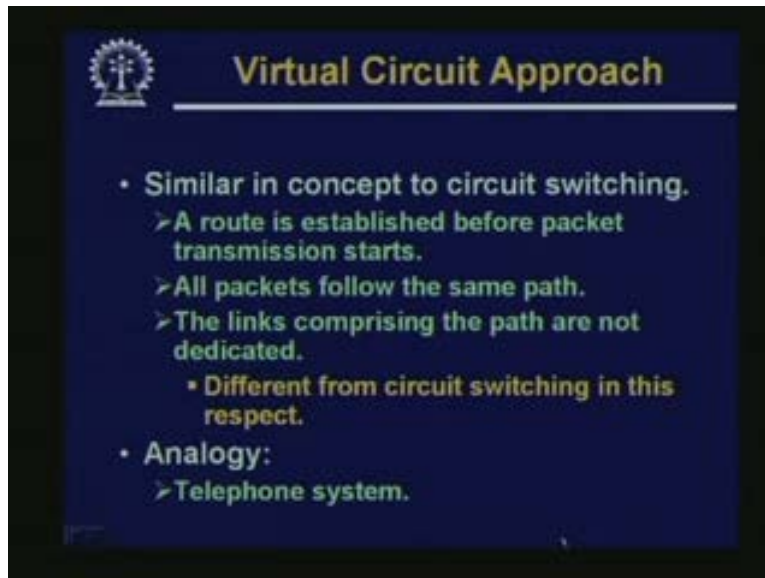 Virtual Circuit Approach
• Similar in concept to circuit switching.
➢A route is established before packet
transmission starts.
➢All packets follow the same path.
➢The links comprising the path are not
dedicated.
▪ Different from circuit switching in this
respect.
• Analogy:
➢Telephone system.